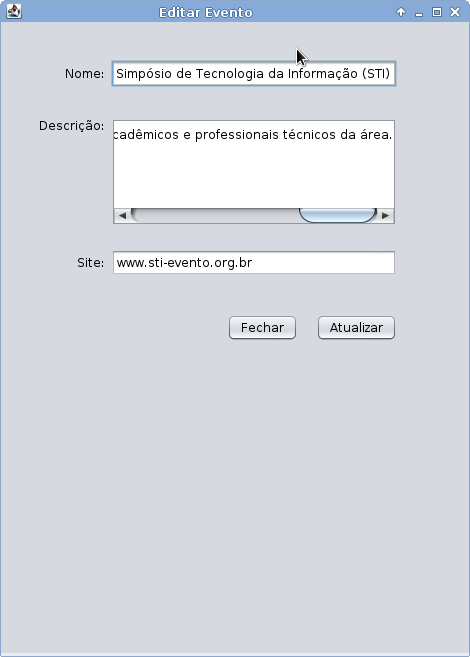 Editar Evento
Nome: Simpósio de Tecnologia da Informação (STI)
Descrição: cadêmicos e professionais técnicos da área.
Site: www.sti-evento.org.br
Fechar Atualizar